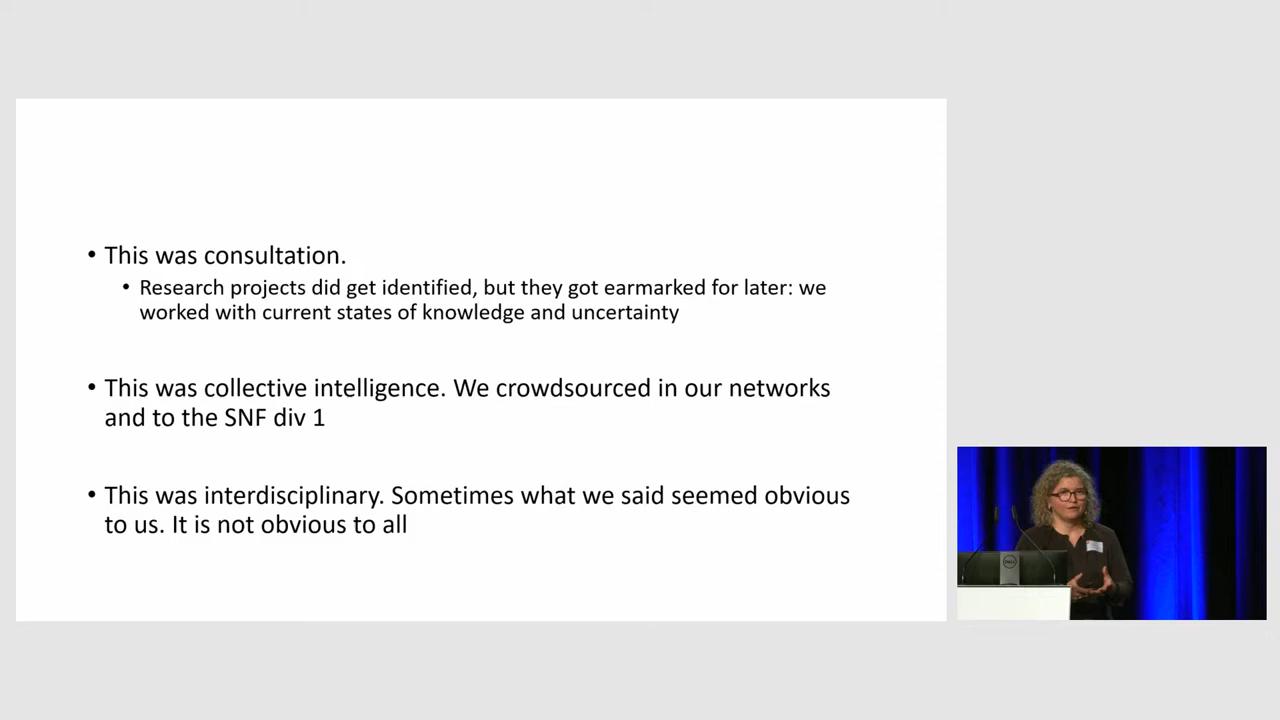 • This was consultation.
• Research projects did get identified, but they got earmarked for later: we
worked with current states of knowledge and uncertainty
• This was collective intelligence. We crowdsourced in our networks
and to the SNF div 1
• This was interdisciplinary. Sometimes what we said seemed obvious
to us. It is not obvious to all
DELL